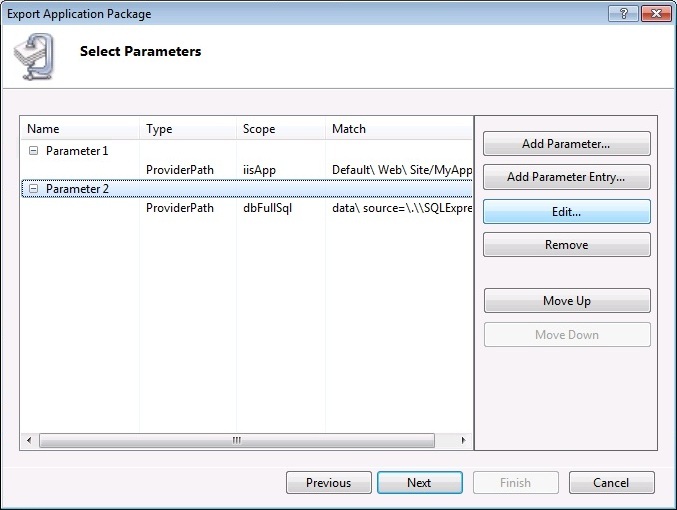 Export Application Package
Select Parameters
Name Type Scope Match
Parameter 1
ProviderPath iisApp Default\ Web\ Site/MyApp
Parameter 2
ProviderPath dbFullSql data\ source=\.\\SQLExpre
Add Parameter...
Add Parameter Entry...
Edit...
Remove
Move Up
Move Down
Previous Next Finish Cancel